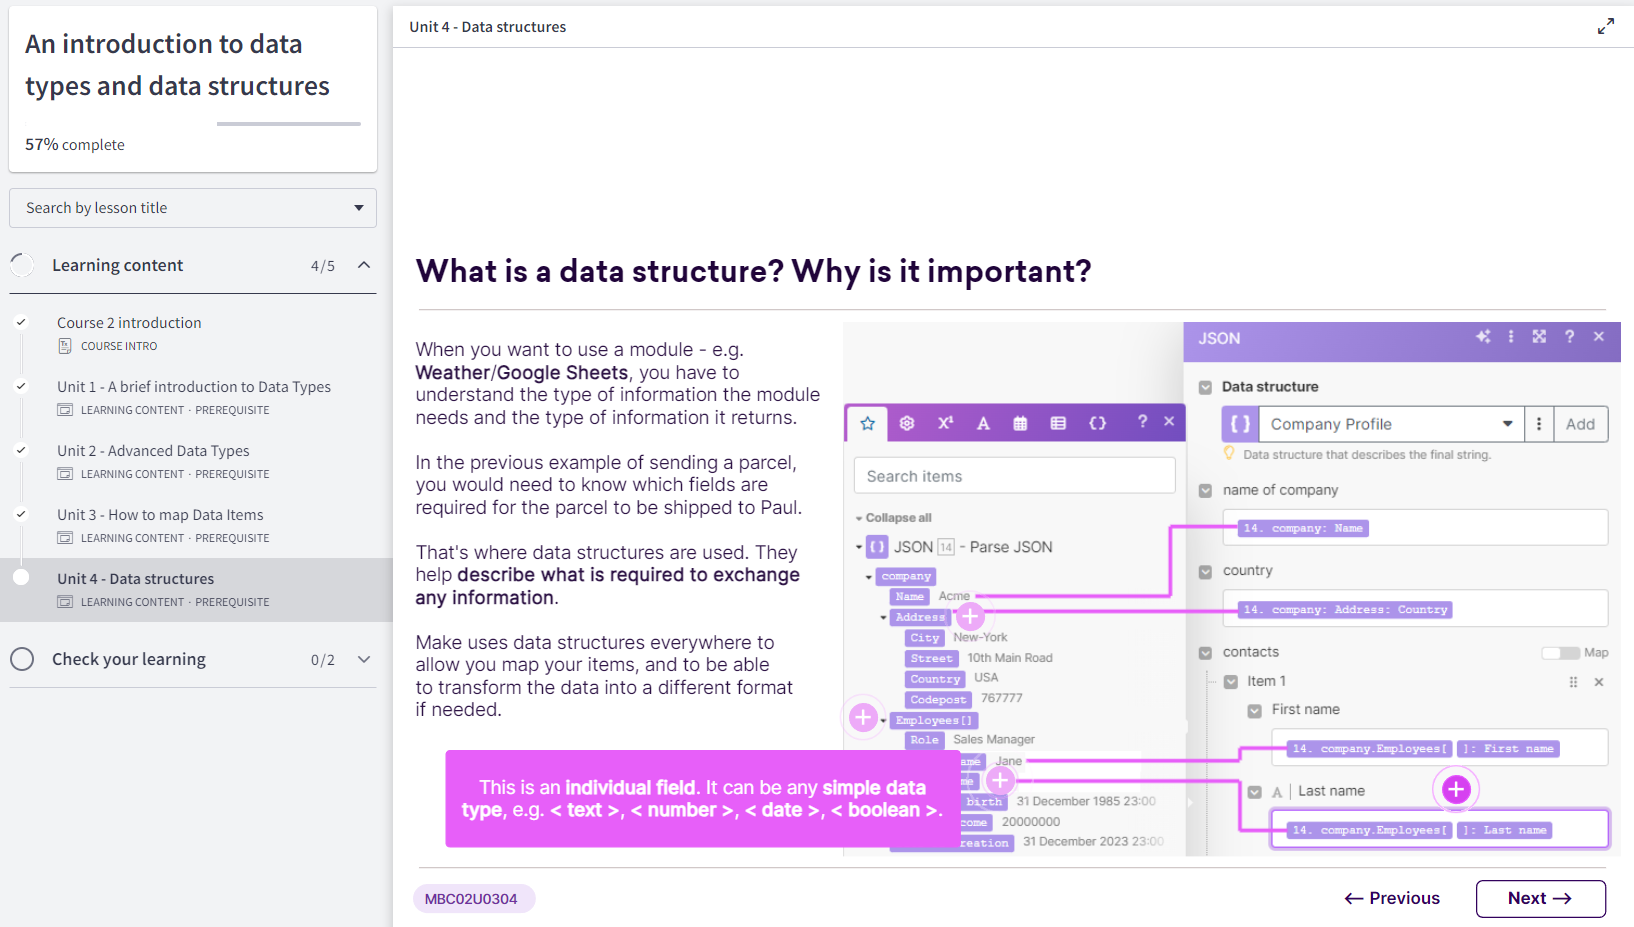 An introduction to data
types and data structures
57% complete
Search by lesson title
Learning content 4/5
Course 2 introduction
COURSE INTRO
Unit 1 - A brief introduction to Data Types
LEARNING CONTENT · PREREQUISITE
Unit 2 - Advanced Data Types
LEARNING CONTENT · PREREQUISITE
Unit 3 - How to map Data Items
LEARNING CONTENT · PREREQUISITE
Unit 4 - Data structures
LEARNING CONTENT · PREREQUISITE
Check your learning 0/2
Unit 4 - Data structures
What is a data structure? Why is it important?
When you want to use a module - e.g.
Weather/Google Sheets, you have to
understand the type of information the module
needs and the type of information it returns.
In the previous example of sending a parcel,
you would need to know which fields are
required for the parcel to be shipped to Paul.
That's where data structures are used. They
help describe what is required to exchange
any information.
Make uses data structures everywhere to
allow you map your items, and to be able
to transform the data into a different format
if needed.
This is an individual field. It can be any simple data
type, e.g. < text >, < number >, < date >, < boolean >.
X¹ A { } ?
Search items
Collapse all
{ } JSON 14 - Parse JSON
company
Name Acme
Address
City New-York
Street 10th Main Road
Country USA
Codepost 767777
Employees[]
Role Sales Manager
ame Jane
me
birth 31 December 1985 23:00
come 20000000
reation 31 December 2023 23:00
JSON ?
Data structure
{ } Company Profile Add
Data structure that describes the final string.
name of company
14. company: Name
country
14. company: Address: Country
contacts Map
Item 1
First name
14. company.Employees[ ]: First name
A Last name
14. company.Employees[ ]: Last name
MBC02U0304
← Previous
Next →